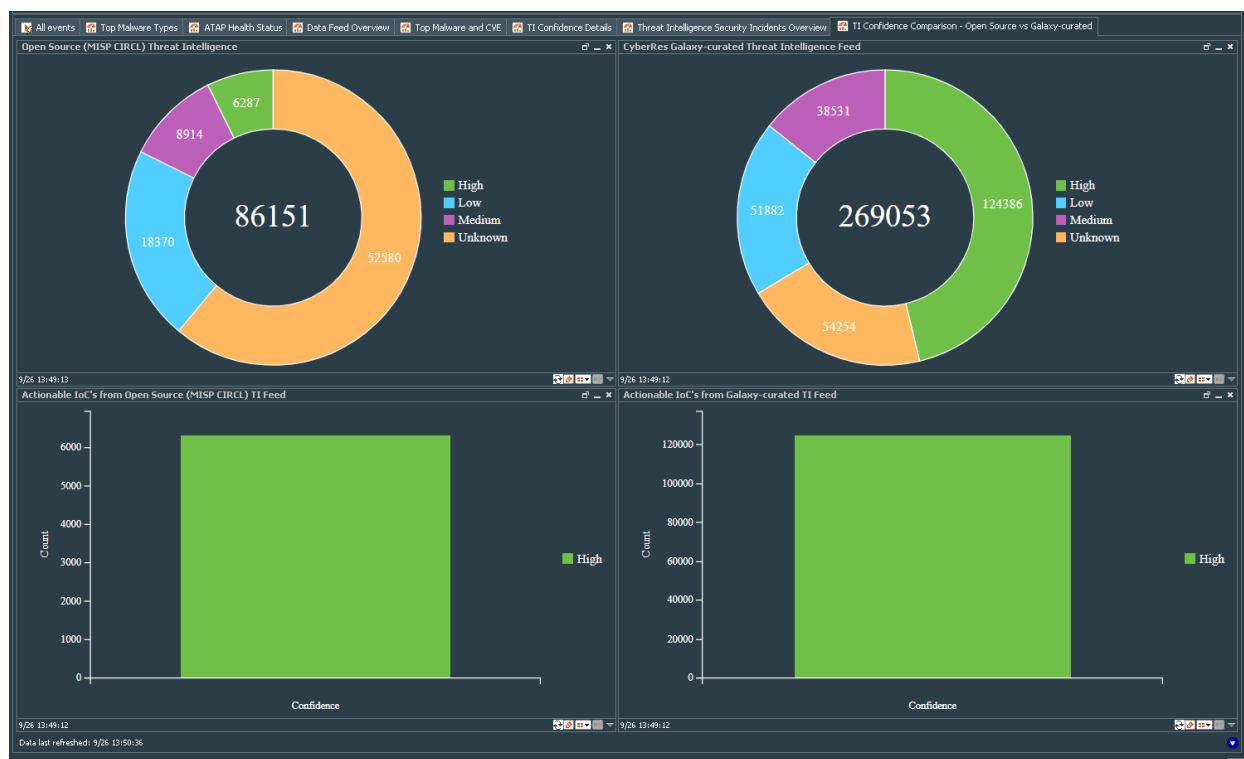 All events Top Malware Types ATAP Health Status Data Feed Overview Top Malware and CVE TI Confidence Details Threat Intelligence Security Incidents Overview TI Confidence Comparison - Open Source vs Galaxy-curated
Open Source (MISP CIRCL) Threat Intelligence
6287
8914
18370
52580
86151
High
Low
Medium
Unknown
9/26 13:49:13
CyberRes Galaxy-curated Threat Intelligence Feed
38531
51882
124386
54254
269053
High
Low
Medium
Unknown
9/26 13:49:12
Actionable IoC's from Open Source (MISP CIRCL) TI Feed
6000
5000
4000
3000
2000
1000
0
Count
Confidence
High
9/26 13:49:12
Actionable IoC's from Galaxy-curated TI Feed
120000
100000
80000
60000
40000
20000
0
Count
Confidence
High
9/26 13:49:12
Data last refreshed: 9/26 13:50:36